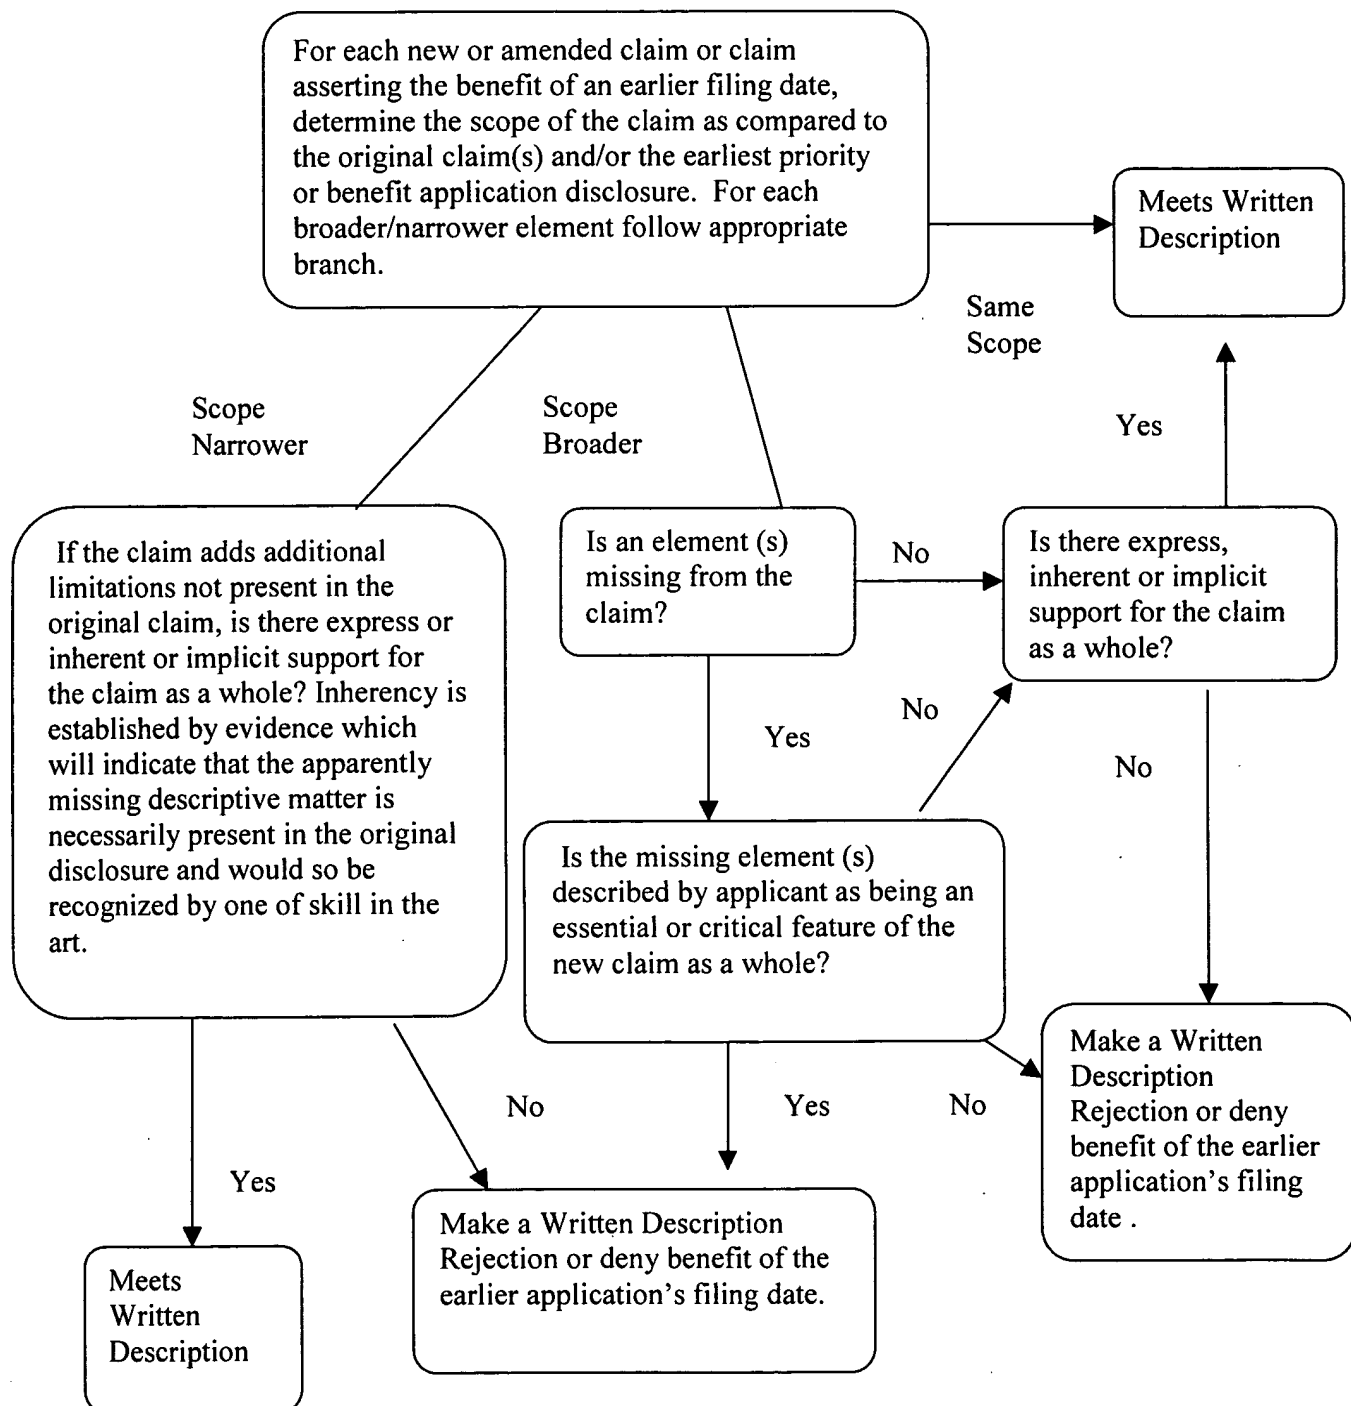 For each new or amended claim or claim
asserting the benefit of an earlier filing date,
determine the scope of the claim as compared to
the original claim(s) and/or the earliest priority
or benefit application disclosure.  For each
broader/narrower element follow appropriate
branch.
Meets Written
Description
Same
Scope
Scope
Narrower
Scope
Broader
Yes
If the claim adds additional
limitations not present in the
original claim, is there express or
inherent or implicit support for
the claim as a whole? Inherency is
established by evidence which
will indicate that the apparently
missing descriptive matter is
necessarily present in the original
disclosure and would so be
recognized by one of skill in the
art.
Is an element (s)
missing from the
claim?
No
Is there express,
inherent or implicit
support for the claim
as a whole?
Yes
No
No
Is the missing element (s)
described by applicant as being an
essential or critical feature of the
new claim as a whole?
Make a Written
Description
Rejection or deny
benefit of the earlier
application's filing
date .
No
Yes
No
Yes
Make a Written Description
Rejection or deny benefit of the
earlier application's filing date.
Meets
Written
Description